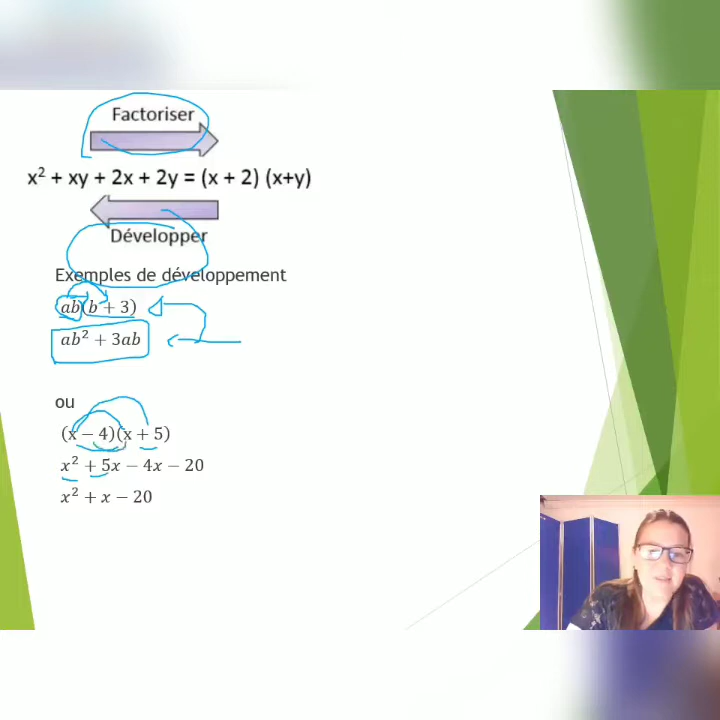 Factoriser
x² + xy + 2x + 2y = (x + 2) (x+y)
Développer
Exemples de développement
ab(b + 3)
ab² + 3ab
ou
(x − 4)(x + 5)
x² + 5x − 4x − 20
x² + x − 20